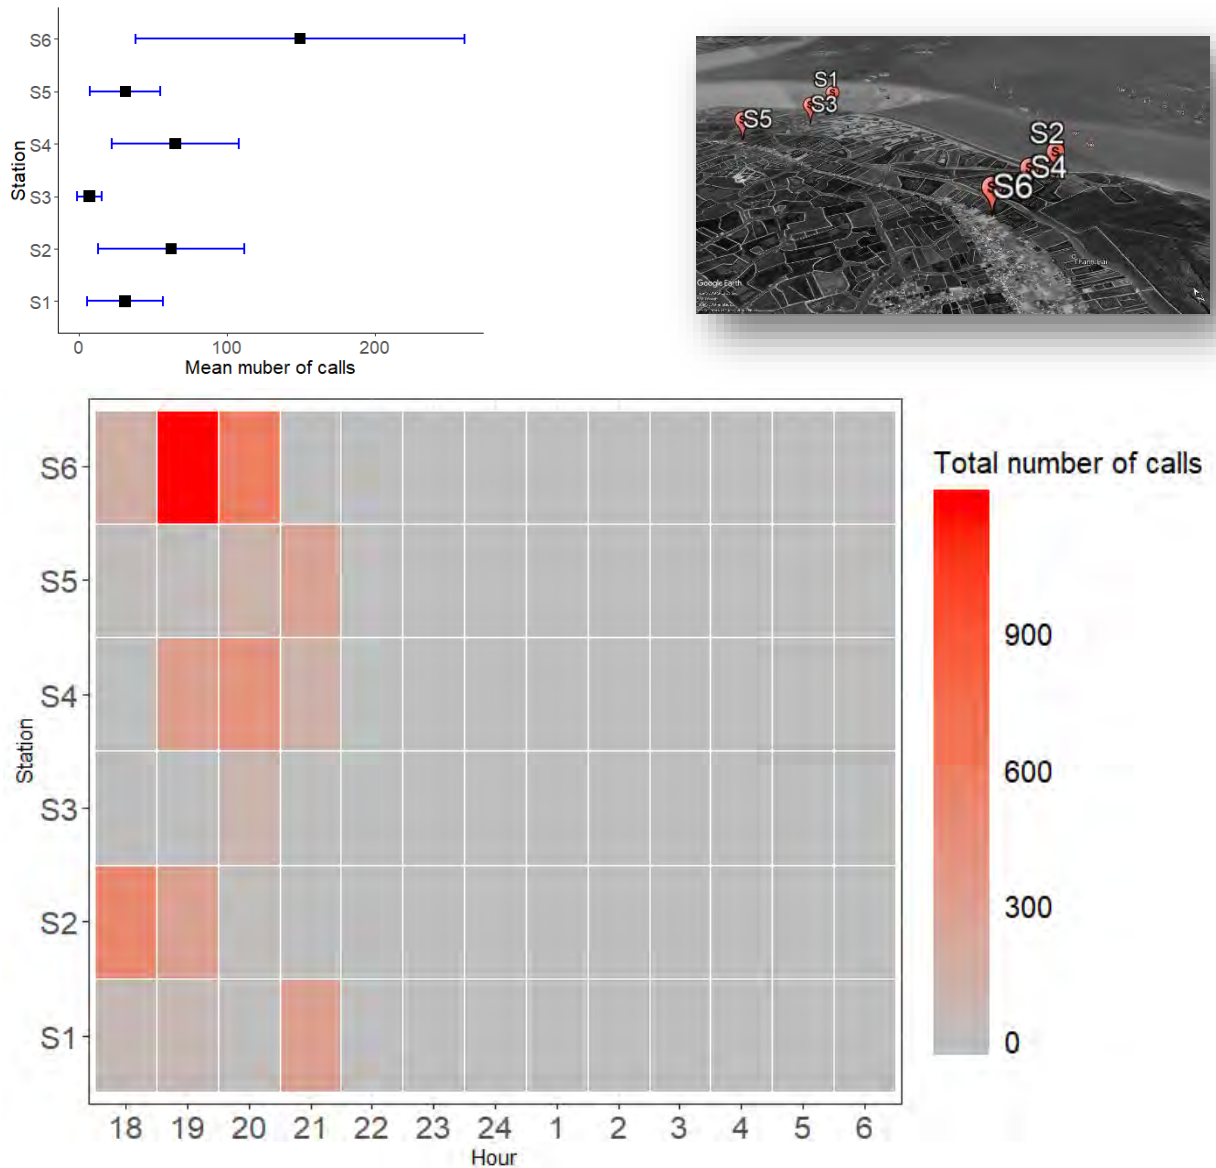 S6
S5
S4
S3
S2
S1
Station
0 100 200
Mean muber of calls
S1
S3
S5
S2
S4
S6
Google Earth
S6
S5
S4
S3
S2
S1
Station
18 19 20 21 22 23 24 1 2 3 4 5 6
Hour
Total number of calls
900
600
300
0